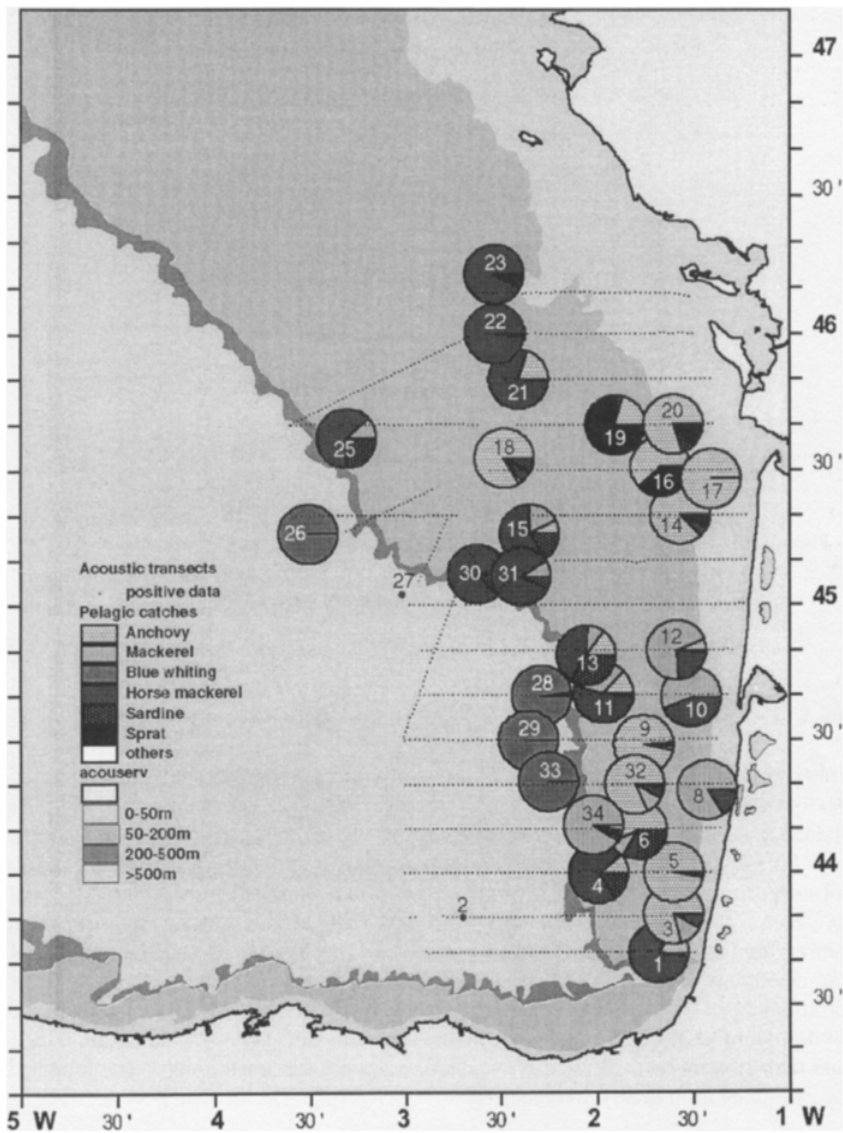 47
30 '
23
46
22
21
20
19
18
25
16
30 '
17
14
15
26
Acoustic transects
30
31
27
positive data
45
Pelagic catches
Anchovy
12
Mackerel
13
Blue whiting
28
Horse mackerel
11
10
Sardine
29
9
30 '
Sprat
others
33
32
8
acouserv
34
0-50m
6
50-200m
5
44
200-500m
4
>500m
2
3
1
30 '
5 W 30 ' 4 30 ' 3 30 ' 2 30 ' 1 W